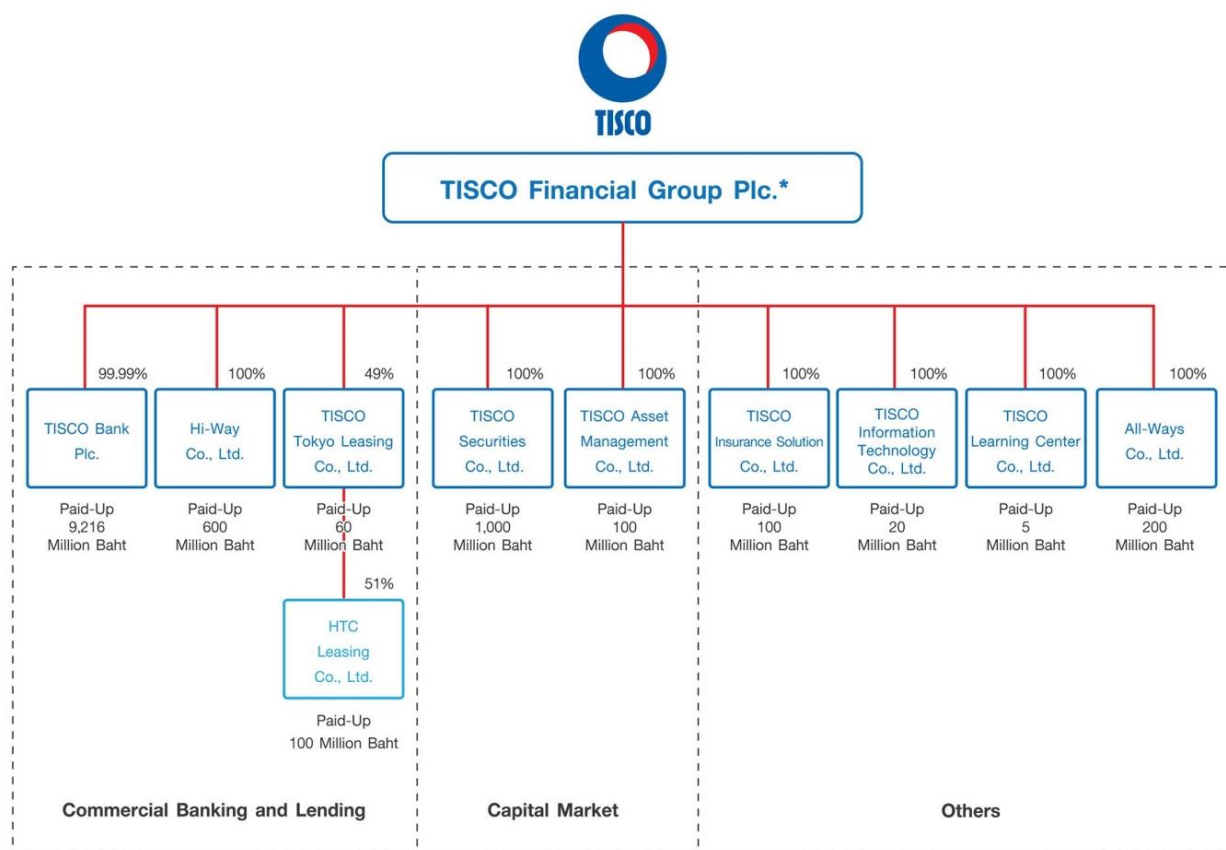 TISCO
TISCO Financial Group Plc.*
99.99%
TISCO Bank
Plc.
Paid-Up
9,216
Million Baht
100%
Hi-Way
Co., Ltd.
Paid-Up
600
Million Baht
49%
TISCO
Tokyo Leasing
Co., Ltd.
Paid-Up
60
Million Baht
51%
HTC
Leasing
Co., Ltd.
Paid-Up
100 Million Baht
Commercial Banking and Lending
100%
TISCO
Securities
Co., Ltd.
Paid-Up
1,000
Million Baht
100%
TISCO Asset
Management
Co., Ltd.
Paid-Up
100
Million Baht
Capital Market
100%
TISCO
Insurance Solution
Co., Ltd.
Paid-Up
100
Million Baht
100%
TISCO
Information
Technology
Co., Ltd.
Paid-Up
20
Million Baht
100%
TISCO
Learning Center
Co., Ltd.
Paid-Up
5
Million Baht
100%
All-Ways
Co., Ltd.
Paid-Up
200
Million Baht
Others